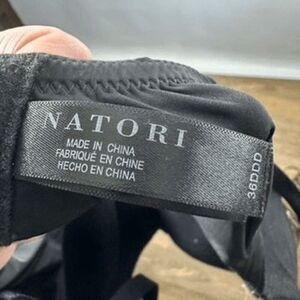 NATORI
MADE IN CHINA
FABRIQUÉ EN CHINE
HECHO EN CHINA
36DDD